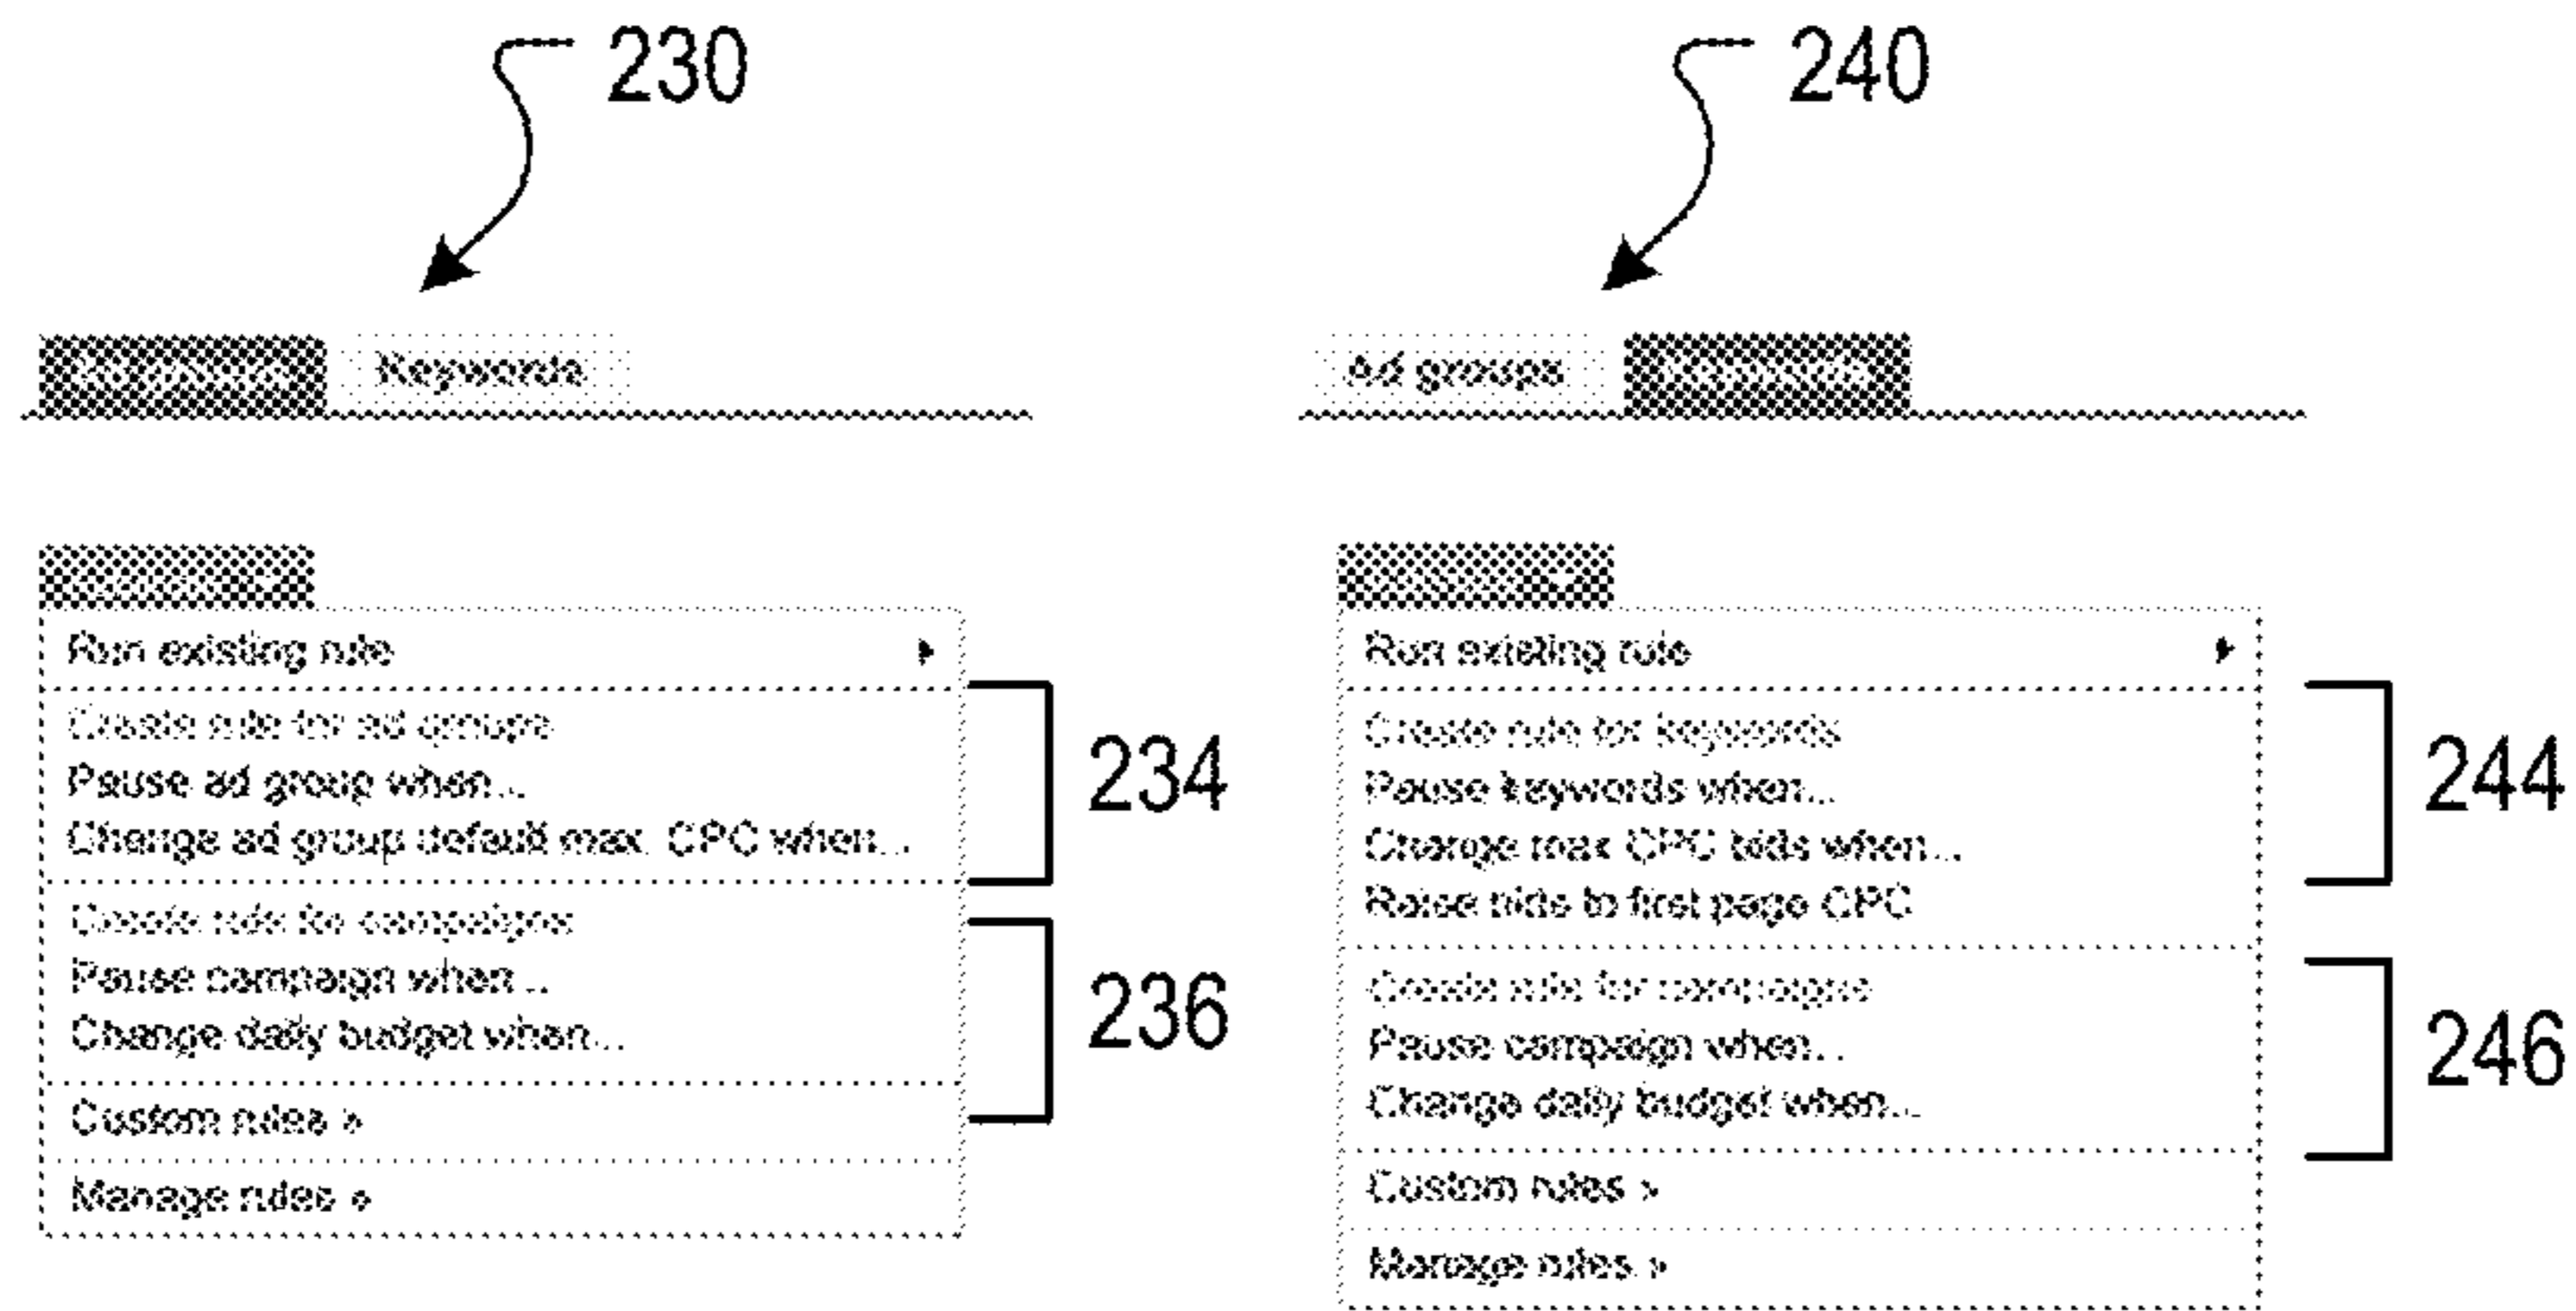 230
Keywords
Run existing rule
Create rule for ad groups
Pause ad group when...
Change ad group default max. CPC when...
234
Create rule for campaigns
Pause campaign when...
Change daily budget when...
236
Custom rules »
Manage rules »
240
Ad groups
Run existing rule
Create rule for keywords
Pause keywords when...
Change max CPC bids when...
Raise bids to first page CPC
244
Create rule for campaigns
Pause campaign when...
Change daily budget when...
246
Custom rules »
Manage rules »